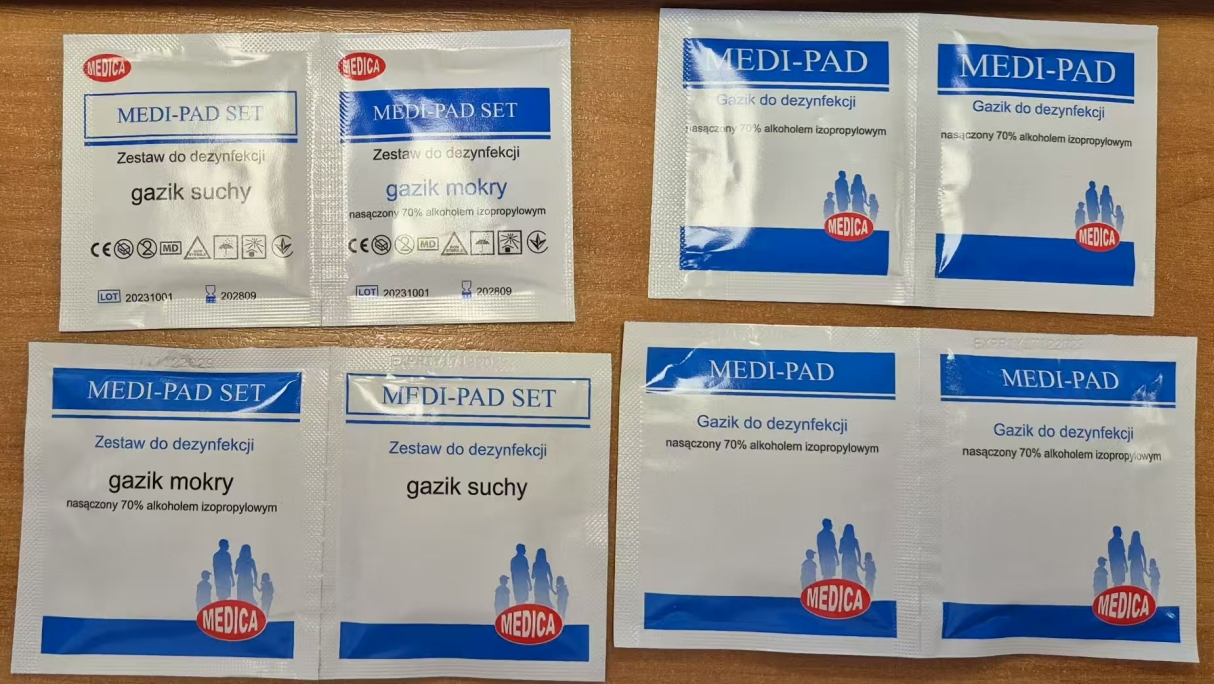 MEDICA
MEDI-PAD SET
Zestaw do dezynfekcji
gazik suchy
CE MD
LOT 20231001 202809
MEDICA
MEDI-PAD SET
Zestaw do dezynfekcji
gazik mokry
nasączony 70% alkoholem izopropylowym
CE MD
LOT 20231001 202809
MEDI-PAD
Gazik do dezynfekcji
nasączony 70% alkoholem izopropylowym
MEDICA
MEDI-PAD
Gazik do dezynfekcji
nasączony 70% alkoholem izopropylowym
MEDICA
MEDI-PAD SET
Zestaw do dezynfekcji
gazik mokry
nasączony 70% alkoholem izopropylowym
MEDICA
MEDI-PAD SET
Zestaw do dezynfekcji
gazik suchy
MEDICA
MEDI-PAD
Gazik do dezynfekcji
nasączony 70% alkoholem izopropylowym
MEDICA
MEDI-PAD
Gazik do dezynfekcji
nasączony 70% alkoholem izopropylowym
MEDICA